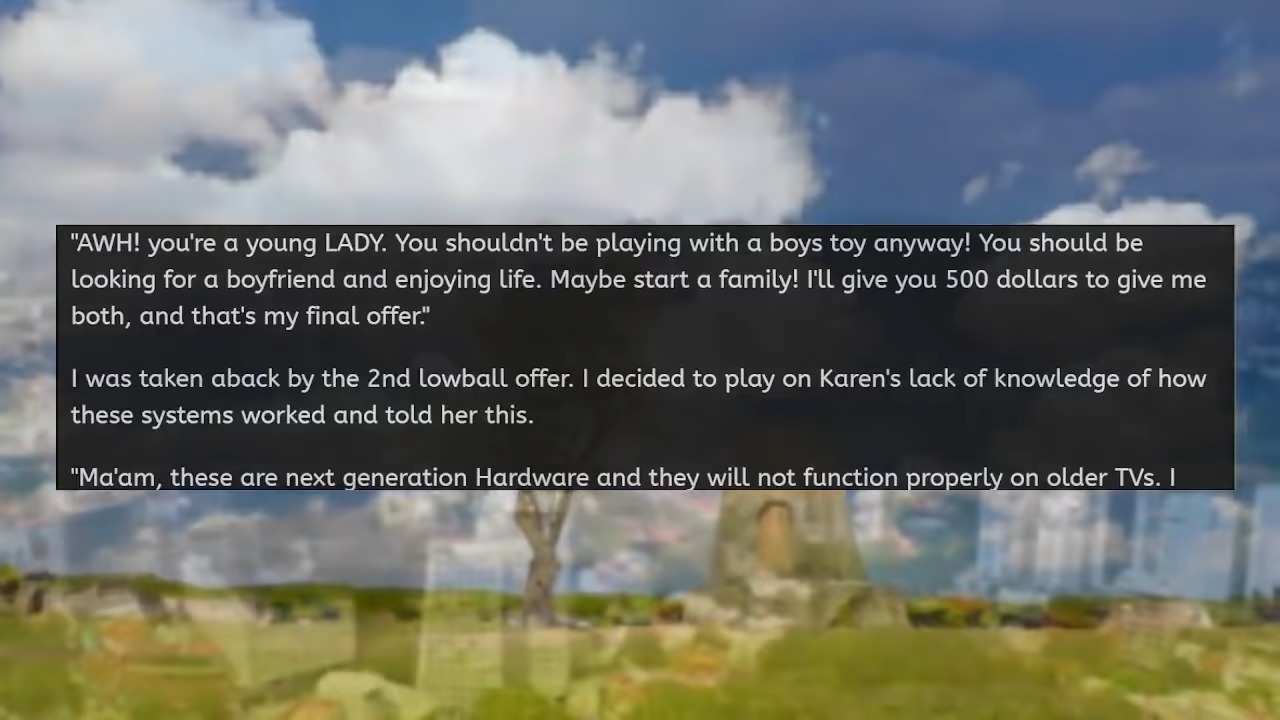 "AWH! you're a young LADY. You shouldn't be playing with a boys toy anyway! You should be
looking for a boyfriend and enjoying life. Maybe start a family! I'll give you 500 dollars to give me
both, and that's my final offer."
I was taken aback by the 2nd lowball offer. I decided to play on Karen's lack of knowledge of how
these systems worked and told her this.
"Ma'am, these are next generation Hardware and they will not function properly on older TVs. I